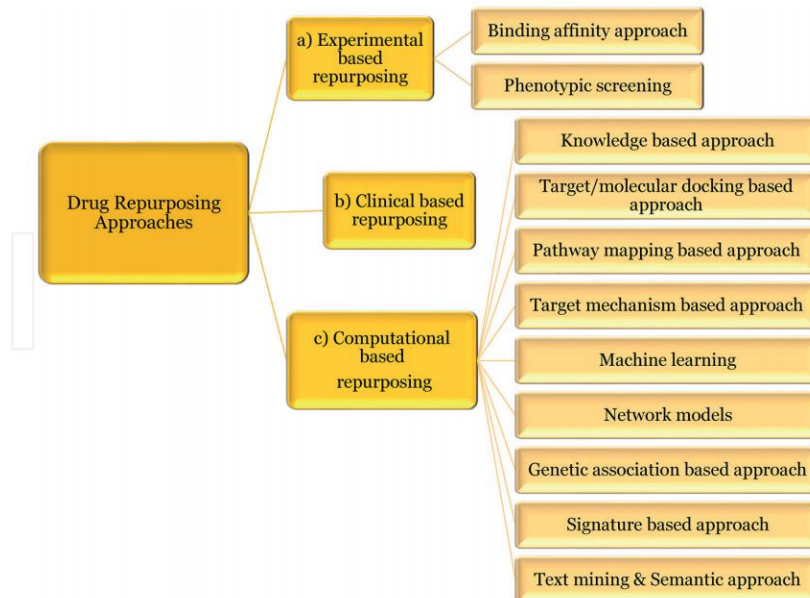 Drug Repurposing
Approaches
a) Experimental
based
repurposing
Binding affinity approach
Phenotypic screening
b) Clinical based
repurposing
c) Computational
based
repurposing
Knowledge based approach
Target/molecular docking based
approach
Pathway mapping based approach
Target mechanism based approach
Machine learning
Network models
Genetic association based approach
Signature based approach
Text mining & Semantic approach